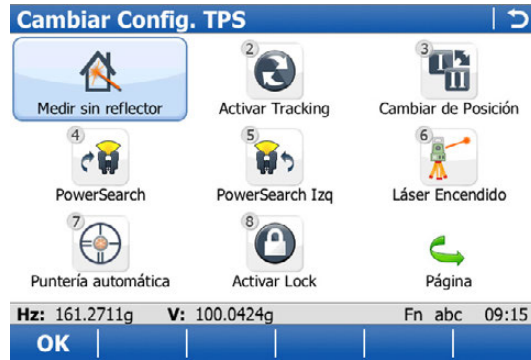 Cambiar Config. TPS
Medir sin reflector
2 Activar Tracking
3 Cambiar de Posición
4 PowerSearch
5 PowerSearch Izq
6 Láser Encendido
7 Puntería automática
8 Activar Lock
Página
Hz: 161.2711g V: 100.0424g Fn abc 09:15
OK